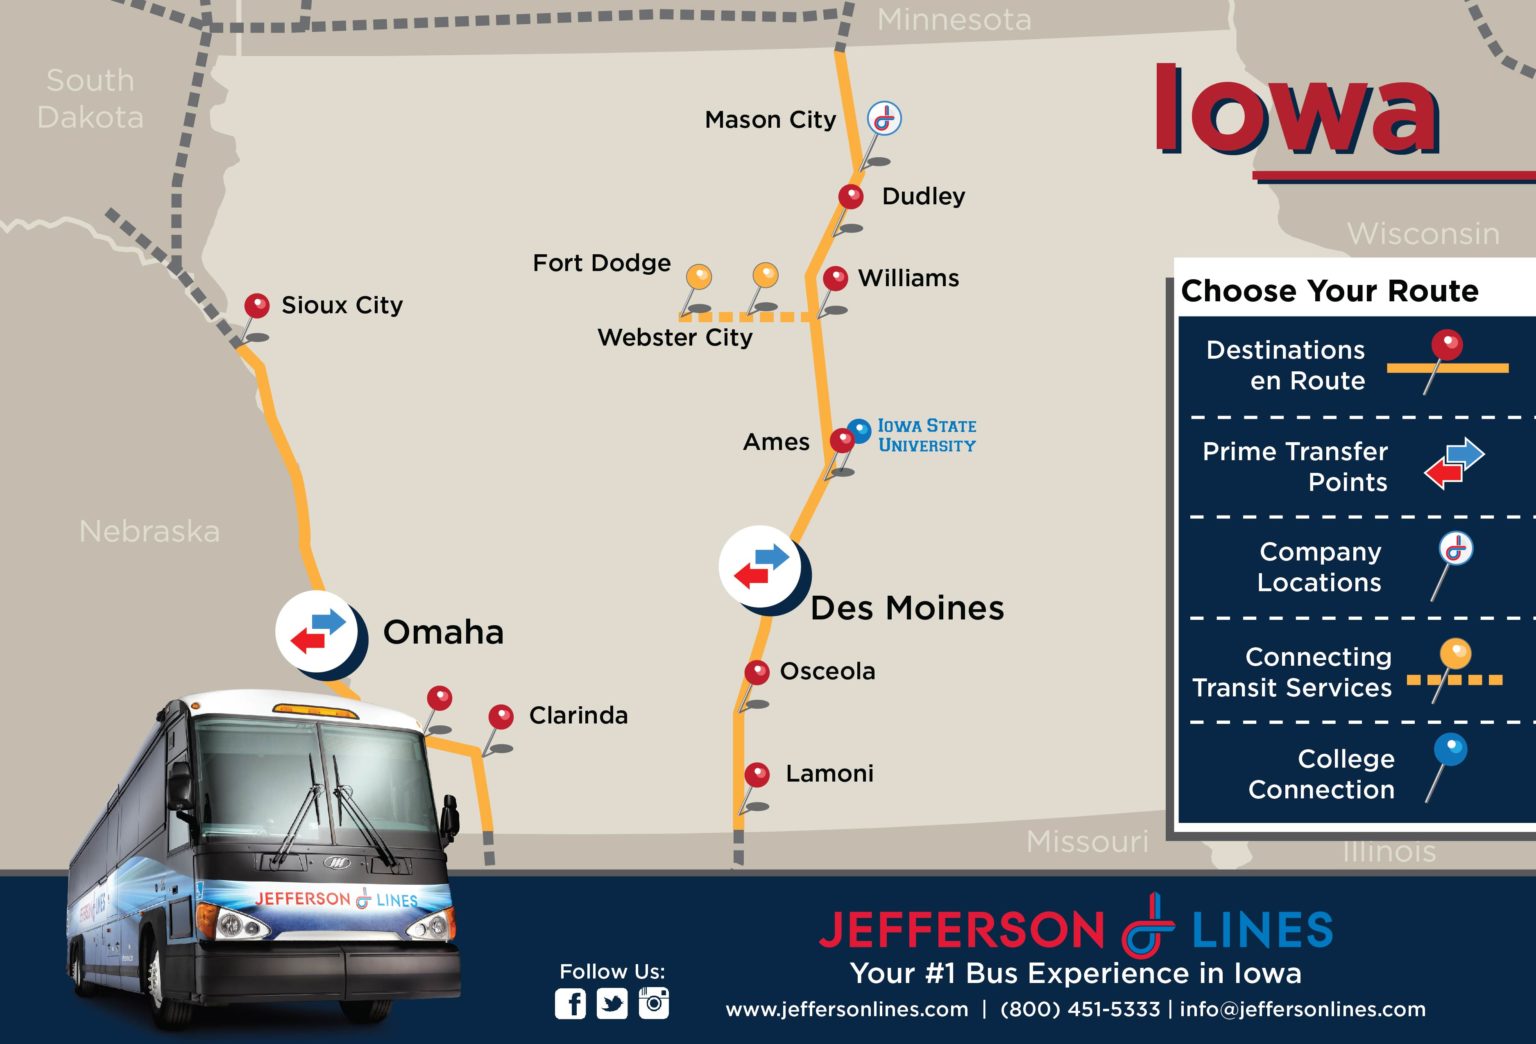 Minnesota
South
Dakota
Iowa
Mason City
Dudley
Wisconsin
Fort Dodge
Williams
Sioux City
Webster City
Choose Your Route
Destinations
en Route
Prime Transfer
Points
Company
Locations
Connecting
Transit Services
College
Connection
Ames
Iowa State
University
Nebraska
Des Moines
Omaha
Osceola
Clarinda
Lamoni
Missouri
Illinois
JEFFERSON LINES
JEFFERSON LINES
Your #1 Bus Experience in Iowa
Follow Us:
www.jeffersonlines.com | (800) 451-5333 | info@jeffersonlines.com